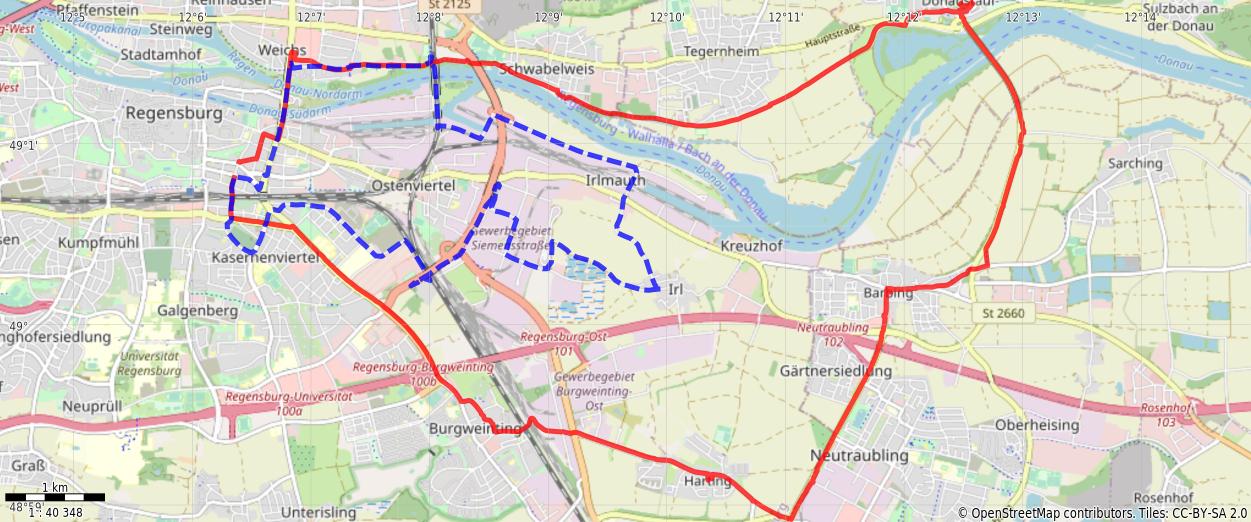 Reinhausen
12°5'
12°6'
12°7'
12°8'
12°9'
12°10'
12°11'
12°12'
12°13'
12°14'
St 2125
Pfaffenstein
Steinweg
Sulzbach an
der Donau
-West
Europakanal
Stadtamhof
Weichs
Regen
Hauptstraße
Tegernheim
Schwabelweis
Donau
Donau-Nordarm
Donau-Südarm
West
Regensburg
Regensburg - Walhalla / Bach an der Donau
49°1'
Sarching
-Donau
Ostenviertel
Irlmauth
Kumpfmühl
Gewerbegebiet
Siemensstraße
Kreuzhof
Kasernenviertel
Irl
Barbing
Galgenberg
St 2660
49°
nghofersiedlung
Regensburg-Ost
101
Neutraubling
102
Universität
Regensburg
Regensburg-Burgweinting
100b
Gärtnersiedlung
Gewerbegebiet
Burgweinting-
Ost
Regensburg-Universität
100a
Neuprüll
Rosenhof
103
Burgweinting
Oberheising
Graß
Neutraubling
Harting
1 km
1 : 40 348
48°59'
Unterisling
Rosenhof
© OpenStreetMap contributors. Tiles: CC-BY-SA 2.0